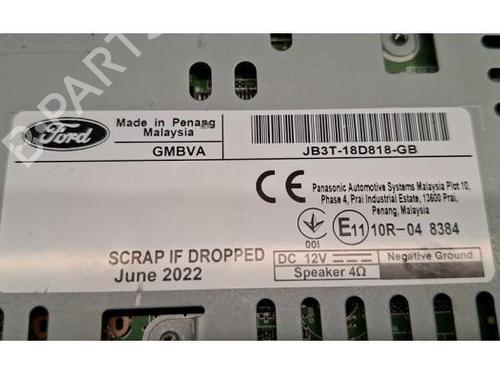 Ford
Made in Penang
Malaysia
GMBVA
JB3T-18D818-GB
CE
Panasonic Automotive Systems Malaysia Plot 10,
Phase 4, Prai Industrial Estate, 13600 Prai,
Penang, Malaysia
001
E11 10R-04 8384
SCRAP IF DROPPED
June 2022
DC 12V
Negative Ground
Speaker 4Ω
B PARTS